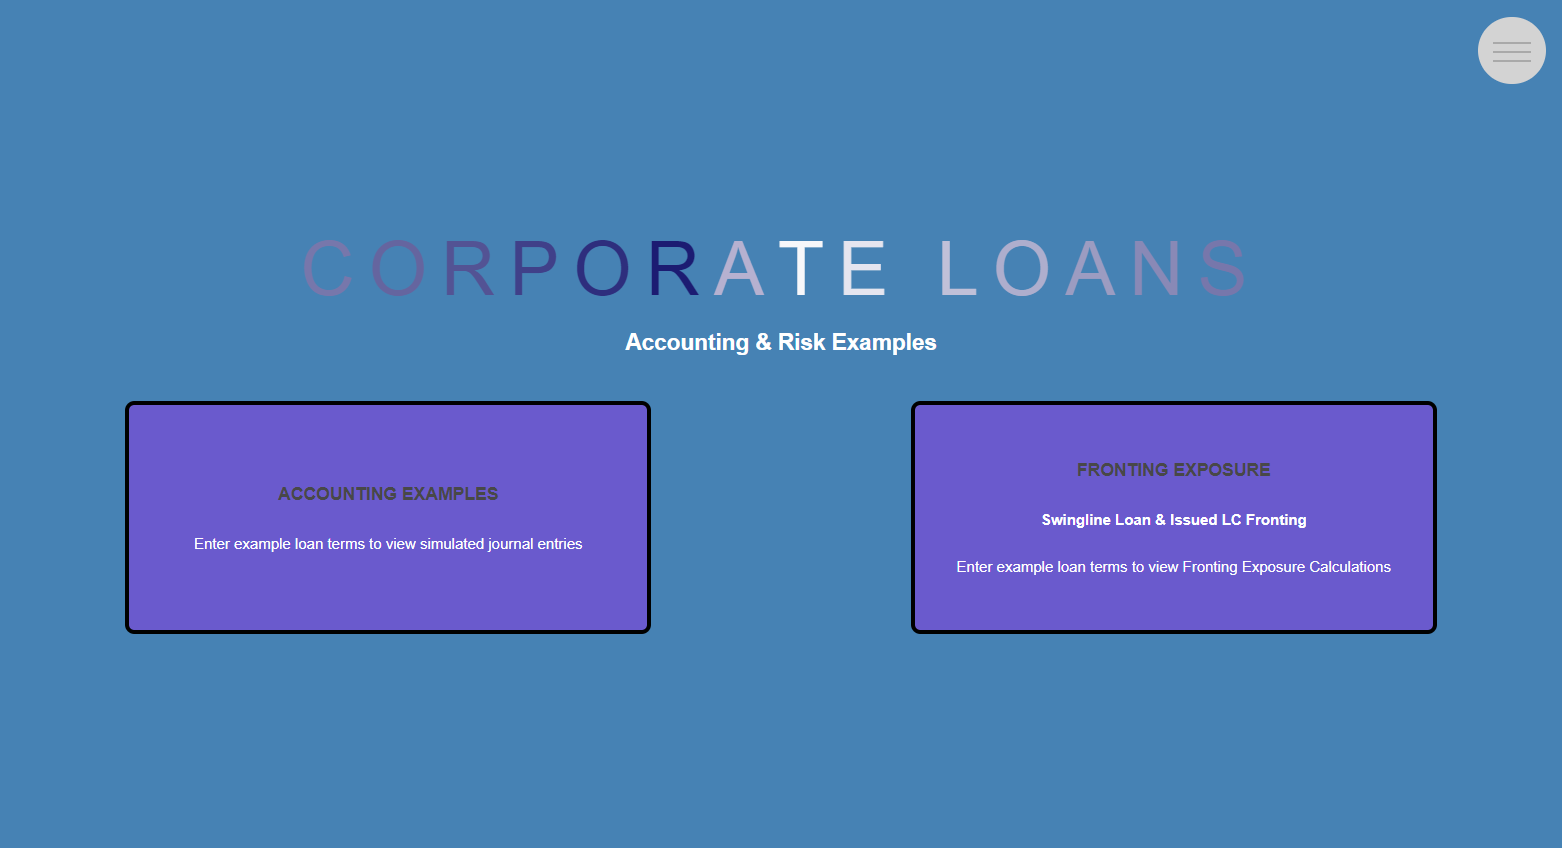 CORPORATE LOANS
Accounting & Risk Examples
ACCOUNTING EXAMPLES
Enter example loan terms to view simulated journal entries
FRONTING EXPOSURE
Swingline Loan & Issued LC Fronting
Enter example loan terms to view Fronting Exposure Calculations